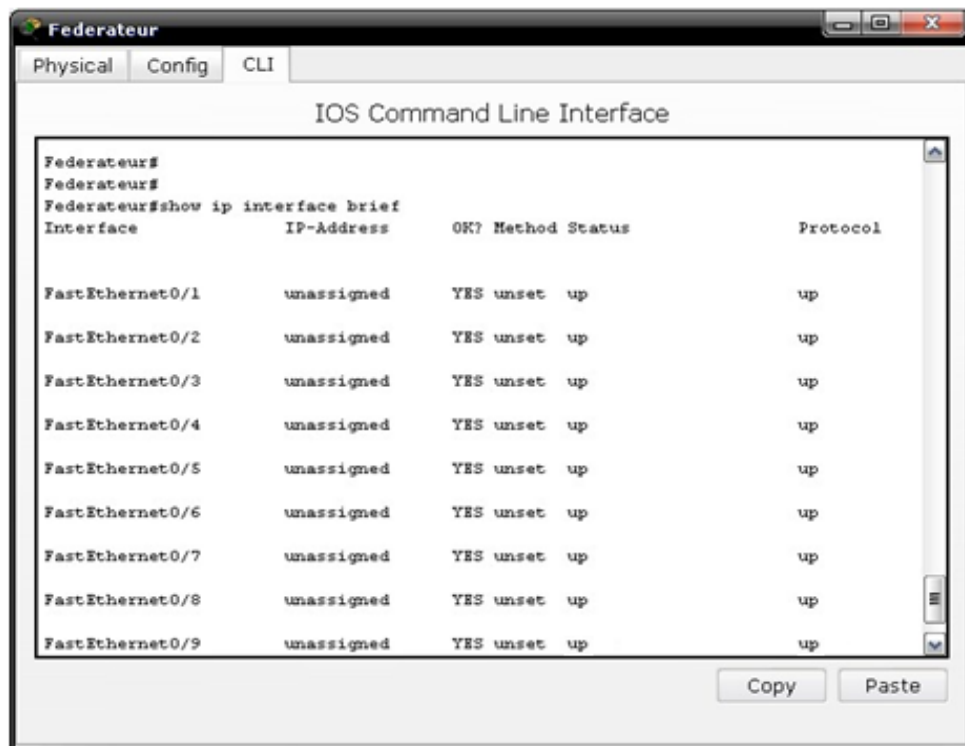 Federateur
Physical Config CLI
IOS Command Line Interface
Federateur#
Federateur#
Federateur#show ip interface brief
Interface IP-Address OK? Method Status Protocol
FastEthernet0/1 unassigned YES unset up up
FastEthernet0/2 unassigned YES unset up up
FastEthernet0/3 unassigned YES unset up up
FastEthernet0/4 unassigned YES unset up up
FastEthernet0/5 unassigned YES unset up up
FastEthernet0/6 unassigned YES unset up up
FastEthernet0/7 unassigned YES unset up up
FastEthernet0/8 unassigned YES unset up up
FastEthernet0/9 unassigned YES unset up up
Copy Paste